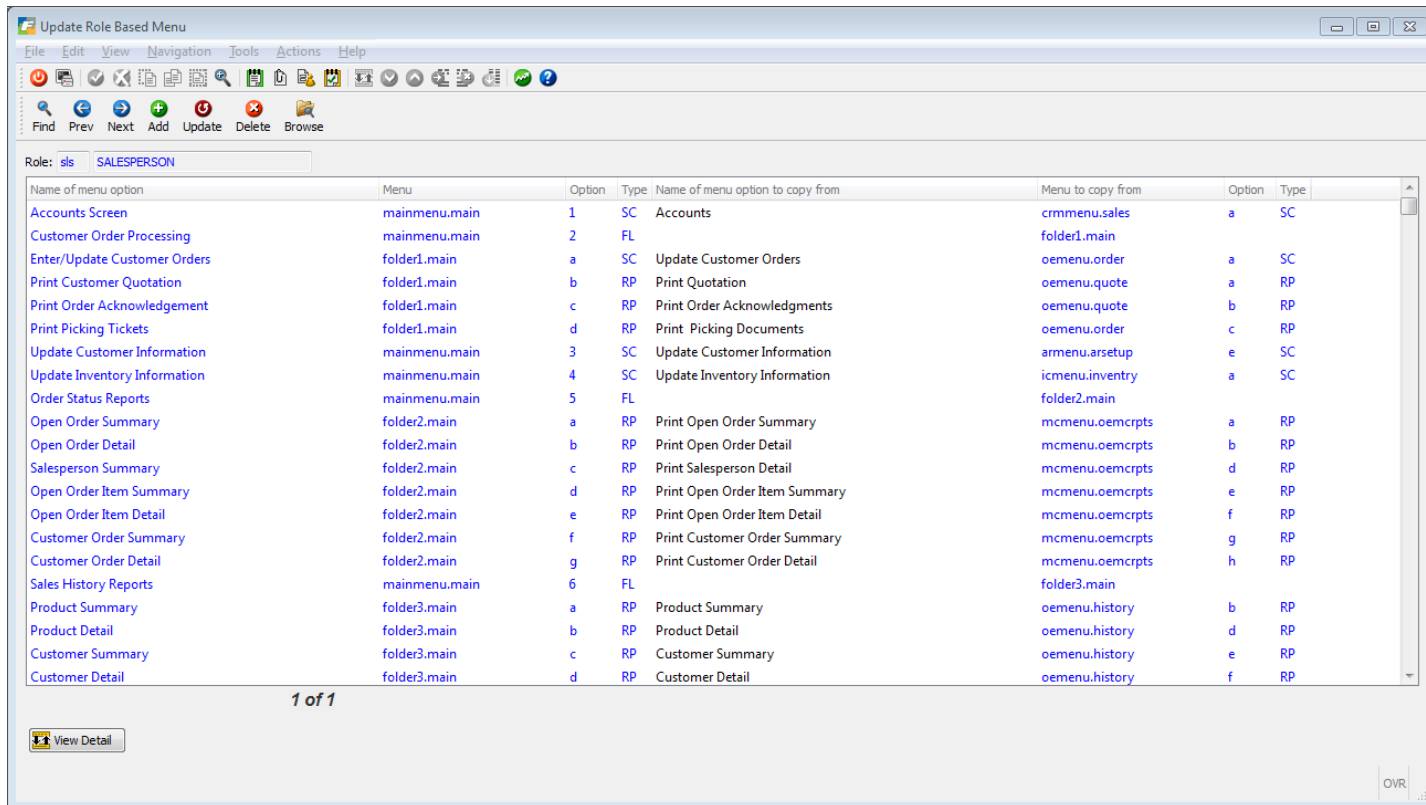 Update Role Based Menu
File Edit View Navigation Tools Actions Help
Find Prev Next Add Update Delete Browse
Role: sls SALESPERSON
Name of menu option Menu Option Type Name of menu option to copy from Menu to copy from Option Type
Accounts Screen mainmenu.main 1 SC Accounts crmmenu.sales a SC
Customer Order Processing mainmenu.main 2 FL folder1.main
Enter/Update Customer Orders folder1.main a SC Update Customer Orders oemenu.order a SC
Print Customer Quotation folder1.main b RP Print Quotation oemenu.quote a RP
Print Order Acknowledgement folder1.main c RP Print Order Acknowledgments oemenu.quote b RP
Print Picking Tickets folder1.main d RP Print Picking Documents oemenu.order c RP
Update Customer Information mainmenu.main 3 SC Update Customer Information armenu.arsetup e SC
Update Inventory Information mainmenu.main 4 SC Update Inventory Information icmenu.inventry a SC
Order Status Reports mainmenu.main 5 FL folder2.main
Open Order Summary folder2.main a RP Print Open Order Summary mcmenu.oemcrpts a RP
Open Order Detail folder2.main b RP Print Open Order Detail mcmenu.oemcrpts b RP
Salesperson Summary folder2.main c RP Print Salesperson Detail mcmenu.oemcrpts d RP
Open Order Item Summary folder2.main d RP Print Open Order Item Summary mcmenu.oemcrpts e RP
Open Order Item Detail folder2.main e RP Print Open Order Item Detail mcmenu.oemcrpts f RP
Customer Order Summary folder2.main f RP Print Customer Order Summary mcmenu.oemcrpts g RP
Customer Order Detail folder2.main g RP Print Customer Order Detail mcmenu.oemcrpts h RP
Sales History Reports mainmenu.main 6 FL folder3.main
Product Summary folder3.main a RP Product Summary oemenu.history b RP
Product Detail folder3.main b RP Product Detail oemenu.history d RP
Customer Summary folder3.main c RP Customer Summary oemenu.history e RP
Customer Detail folder3.main d RP Customer Detail oemenu.history f RP
1 of 1
View Detail
OVR